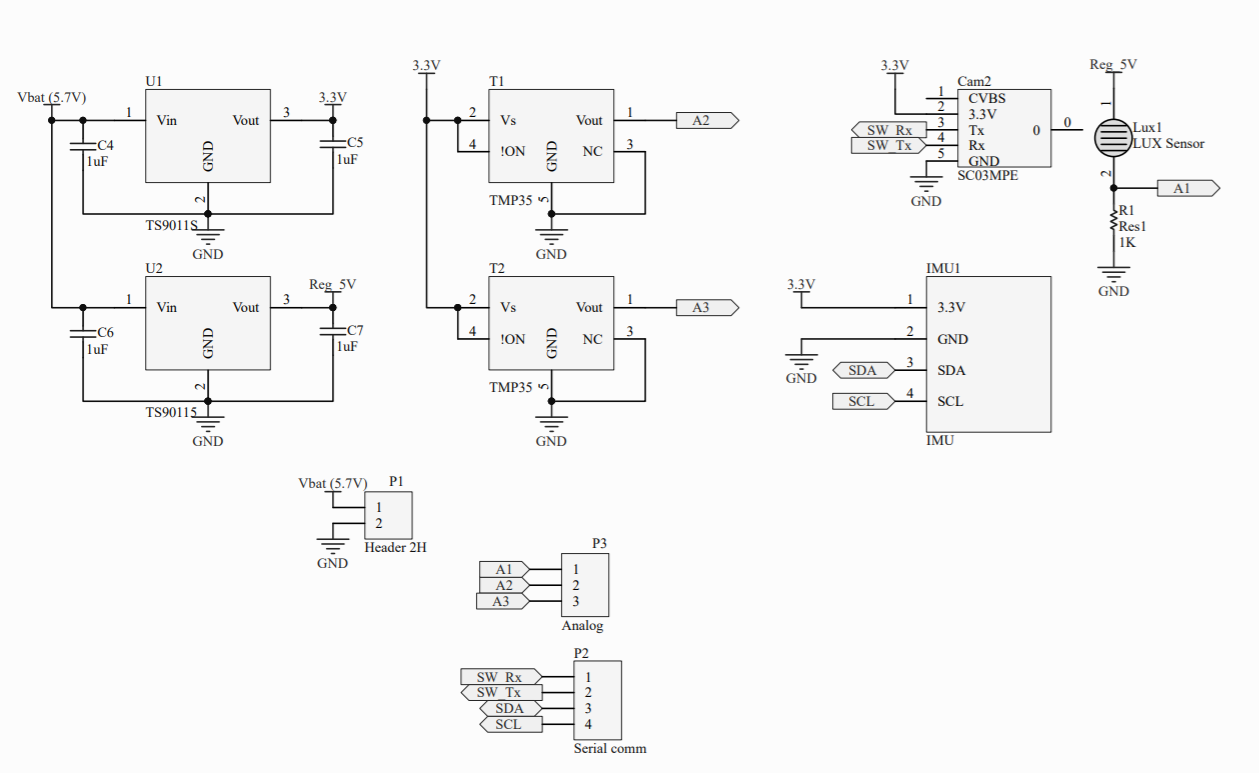 U1
Vbat (5.7V)
1
Vin
Vout
3
3.3V
GND
2
C4
1uF
C5
1uF
TS9011S
GND
U2
Reg_5V
1
Vin
Vout
3
GND
2
C6
1uF
C7
1uF
TS90115
GND
3.3V
T1
2
Vs
Vout
1
A2
4
!ON
NC
3
GND
5
TMP35
GND
T2
2
Vs
Vout
1
A3
4
!ON
NC
3
GND
5
TMP35
GND
3.3V
Cam2
1
CVBS
2
3.3V
SW_Rx
3
Tx
0
0
SW_Tx
4
Rx
5
GND
SC03MPE
GND
Reg_5V
1
Lux1
LUX Sensor
2
A1
R1
Res1
1K
GND
IMU1
3.3V
1
3.3V
2
GND
GND
SDA
3
SDA
SCL
4
SCL
IMU
Vbat (5.7V)
P1
1
2
GND
Header 2H
P3
A1
1
A2
2
A3
3
Analog
P2
SW_Rx
1
SW_Tx
2
SDA
3
SCL
4
Serial comm